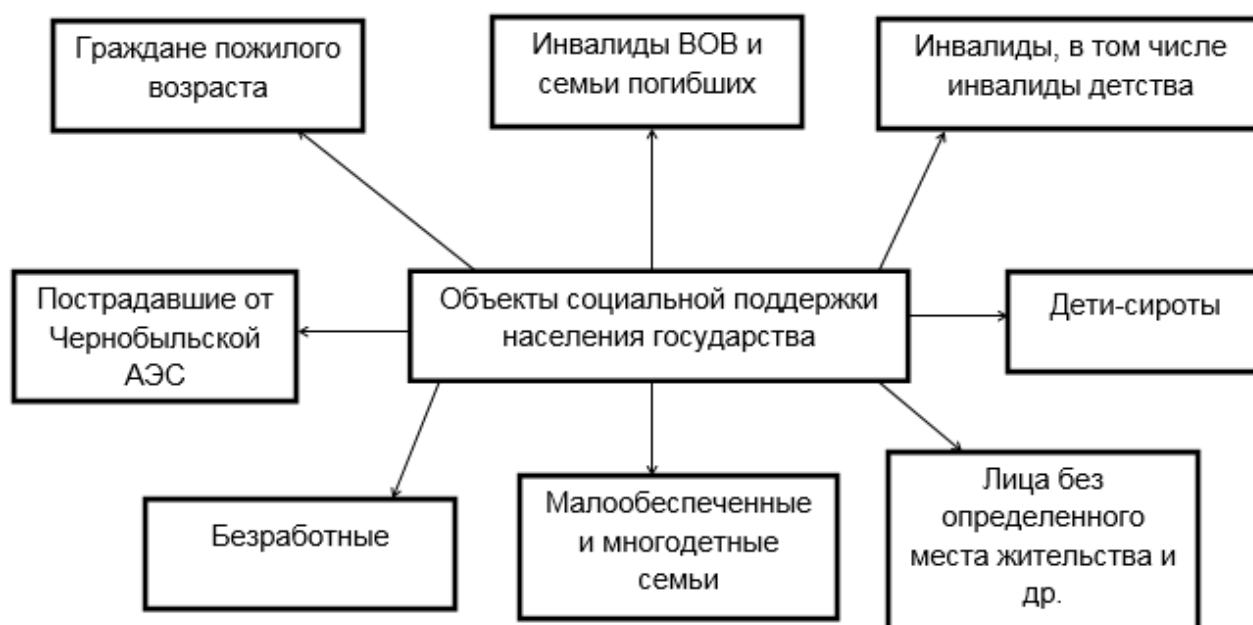 Граждане пожилого
возраста
Инвалиды ВОВ и
семьи погибших
Инвалиды, в том числе
инвалиды детства
Пострадавшие от
Чернобыльской
АЭС
Объекты социальной поддержки
населения государства
Дети-сироты
Безработные
Малообеспеченные
и многодетные
семьи
Лица без
определенного
места жительства и
др.